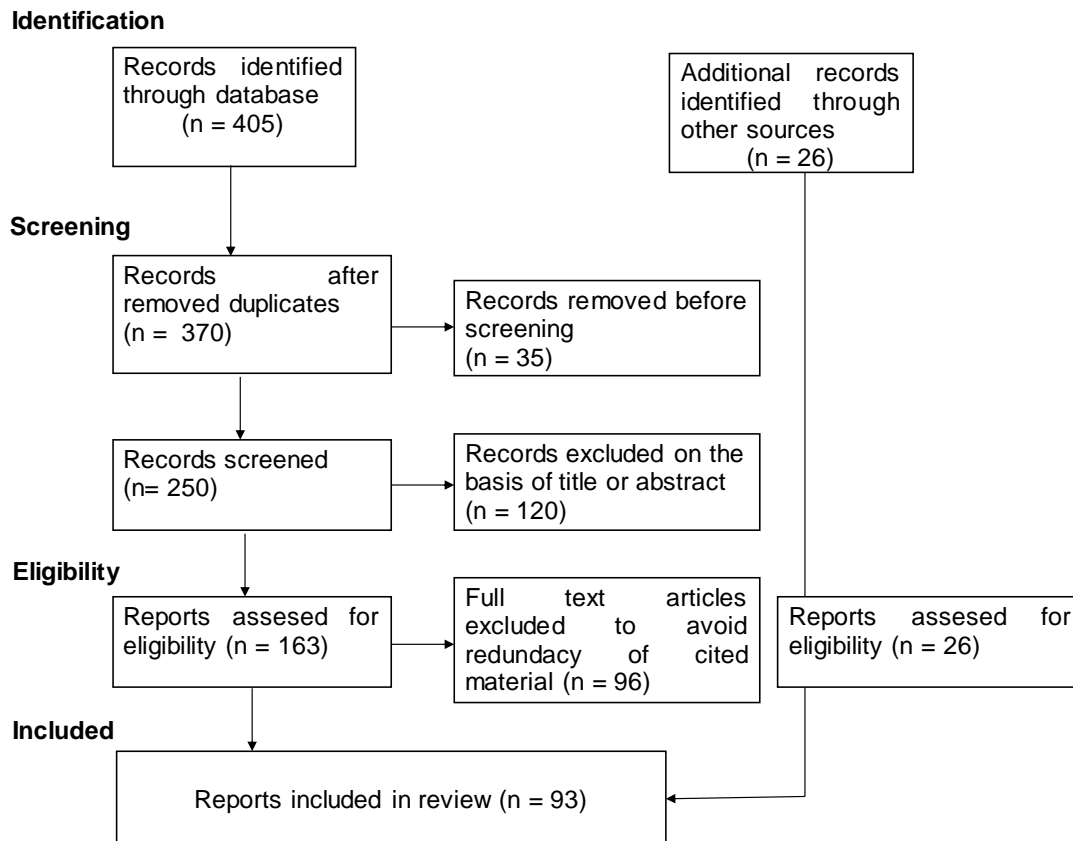 Identification
Records identified
through database
(n = 405)
Additional records
identified through
other sources
(n = 26)
Screening
Records after
removed duplicates
(n = 370)
Records removed before
screening
(n = 35)
Records screened
(n= 250)
Records excluded on the
basis of title or abstract
(n = 120)
Eligibility
Reports assesed for
eligibility (n = 163)
Full text articles
excluded to avoid
redundacy of cited
material (n = 96)
Reports assesed for
eligibility (n = 26)
Included
Reports included in review (n = 93)